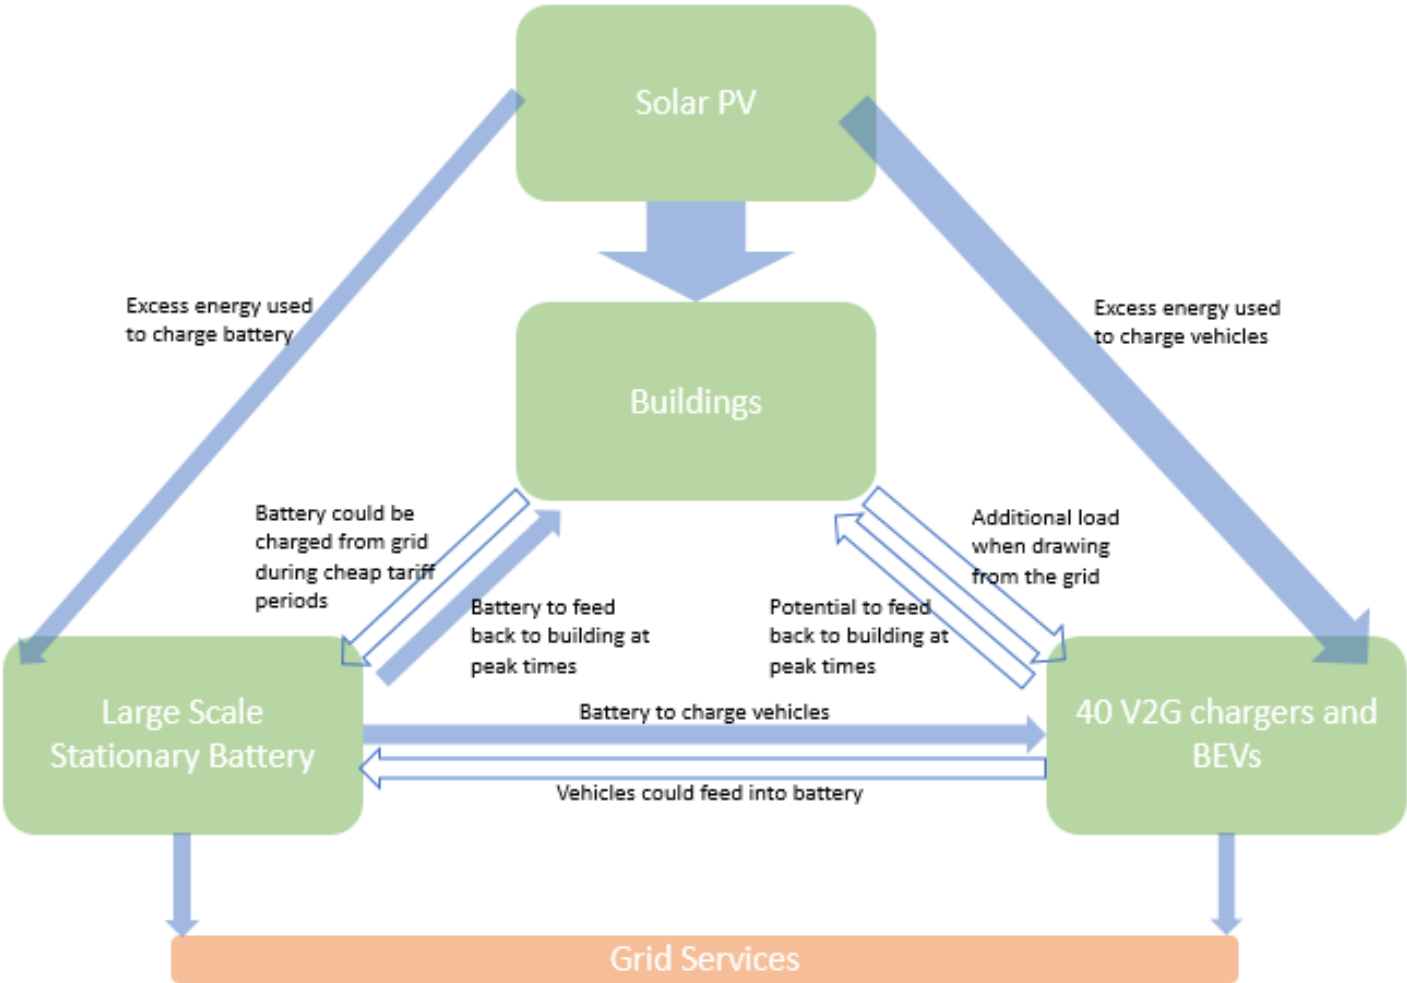 Solar PV
Excess energy used
to charge battery
Excess energy used
to charge vehicles
Buildings
Battery could be
charged from grid
during cheap tariff
periods
Additional load
when drawing
from the grid
Battery to feed
back to building at
peak times
Potential to feed
back to building at
peak times
Large Scale
Stationary Battery
Battery to charge vehicles
40 V2G chargers and
BEVs
Vehicles could feed into battery
Grid Services